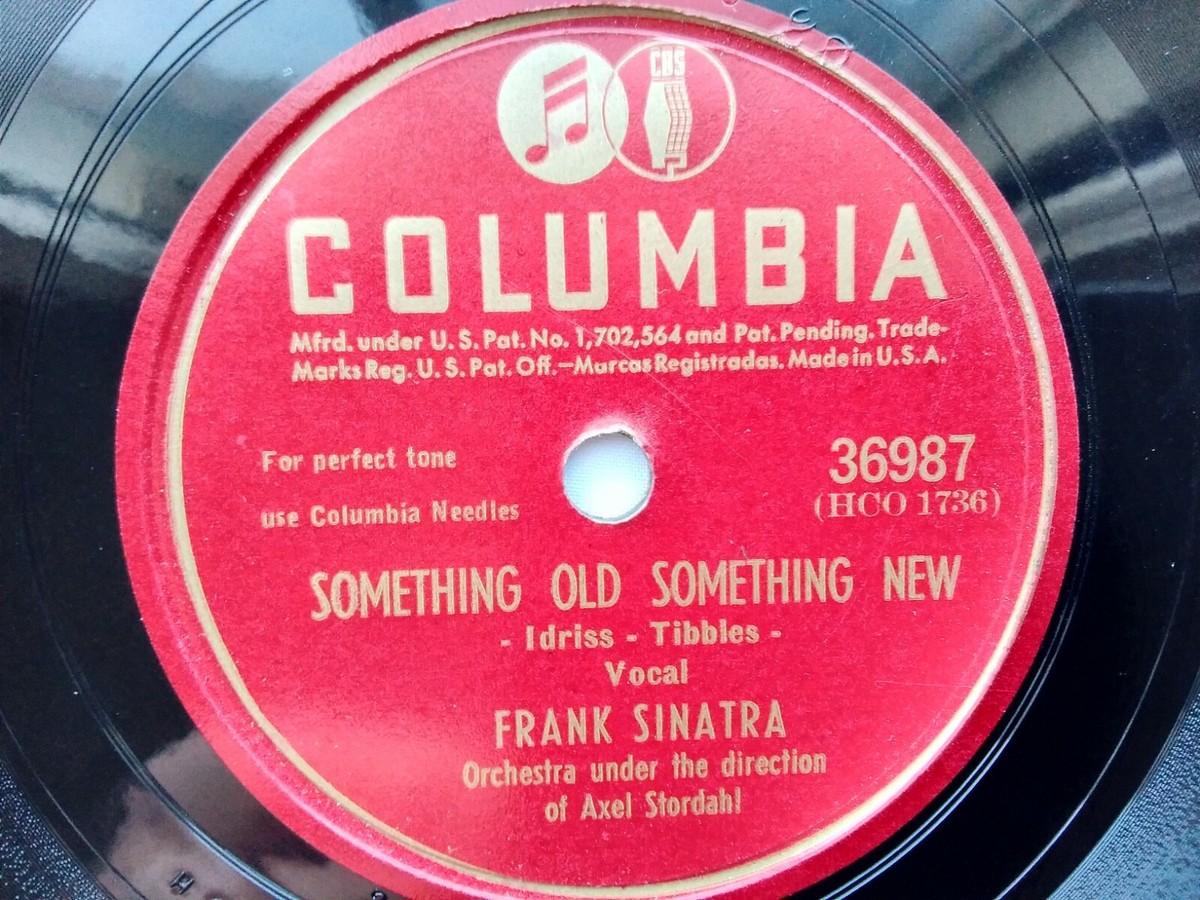 CBS
COLUMBIA
Mfrd. under U. S. Pat. No. 1,702,564 and Pat. Pending. Trade-
Marks Reg. U. S. Pat. Off.—Marcas Registradas. Made in U. S. A.
For perfect tone
use Columbia Needles
36987
(HCO 1736)
SOMETHING OLD SOMETHING NEW
- Idriss - Tibbles -
Vocal
FRANK SINATRA
Orchestra under the direction
of Axel Stordahl